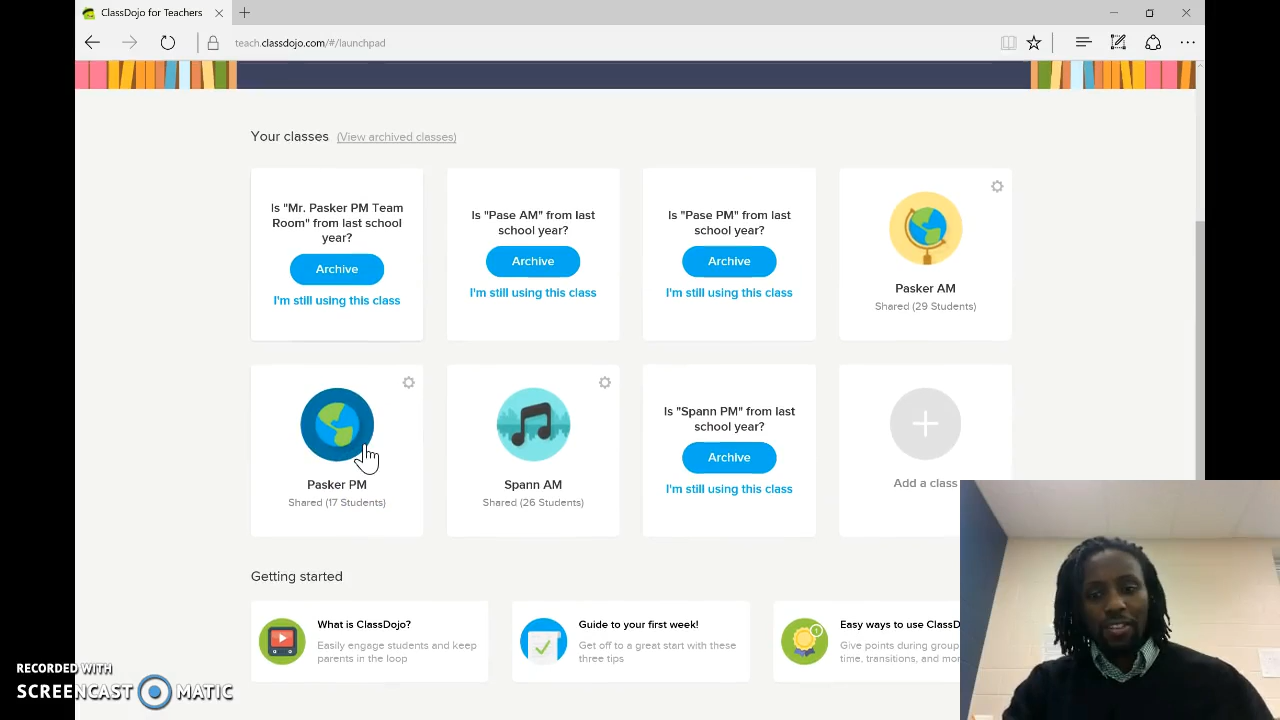 ClassDojo for Teachers
teach.classdojo.com/#/launchpad
Your classes (View archived classes)
Is "Mr. Pasker PM Team
Room" from last school
year?
Archive
I'm still using this class
Is "Pase AM" from last
school year?
Archive
I'm still using this class
Is "Pase PM" from last
school year?
Archive
I'm still using this class
Pasker AM
Shared (29 Students)
Pasker PM
Shared (17 Students)
Spann AM
Shared (26 Students)
Is "Spann PM" from last
school year?
Archive
I'm still using this class
Add a class
Getting started
What is ClassDojo?
Easily engage students and keep
parents in the loop
Guide to your first week!
Get off to a great start with these
three tips
Easy ways to use ClassD
Give points during group
time, transitions, and mor
1
RECORDED WITH
SCREENCAST MATIC